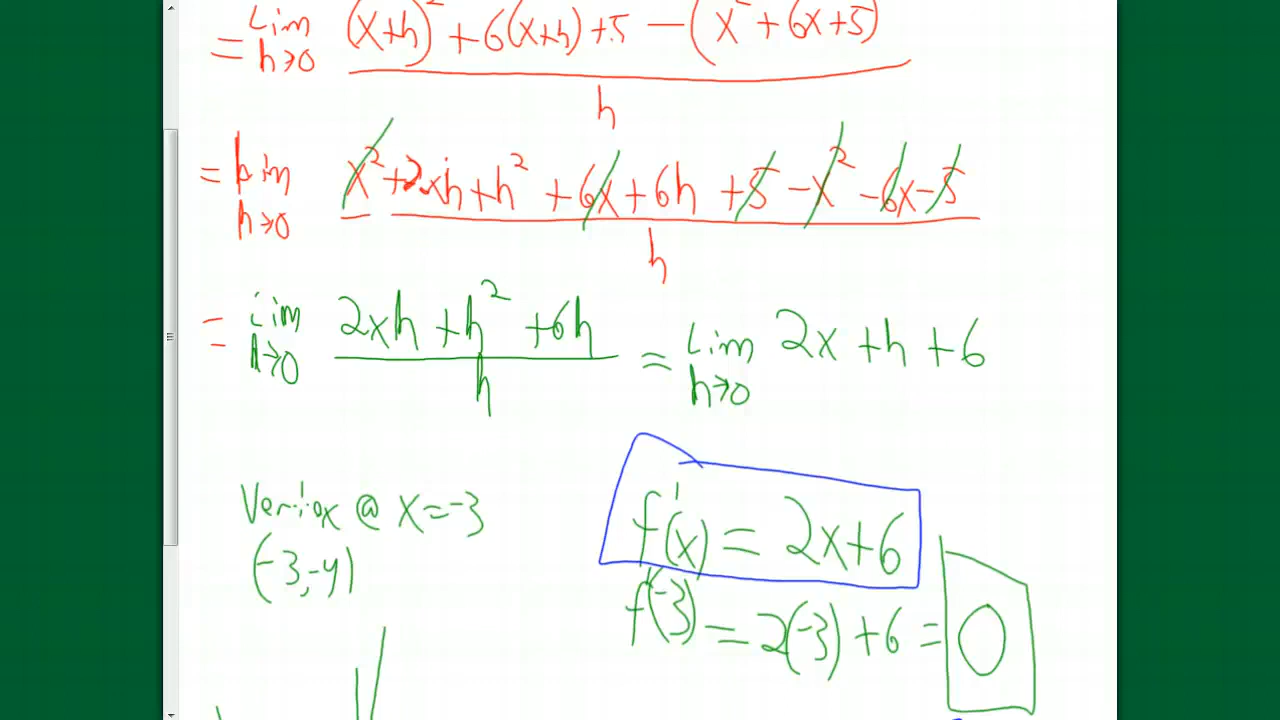 = Lim h→0 (x+h)² + 6(x+h) + 5 − (x² + 6x + 5) / h
= Lim h→0 x² + 2xh + h² + 6x + 6h + 5 − x² − 6x − 5 / h
= Lim h→0 2xh + h² + 6h / h = Lim h→0 2x + h + 6
Vertex @ x = -3
(-3, -4)
f'(x) = 2x + 6
f'(-3) = 2(-3) + 6 = 0